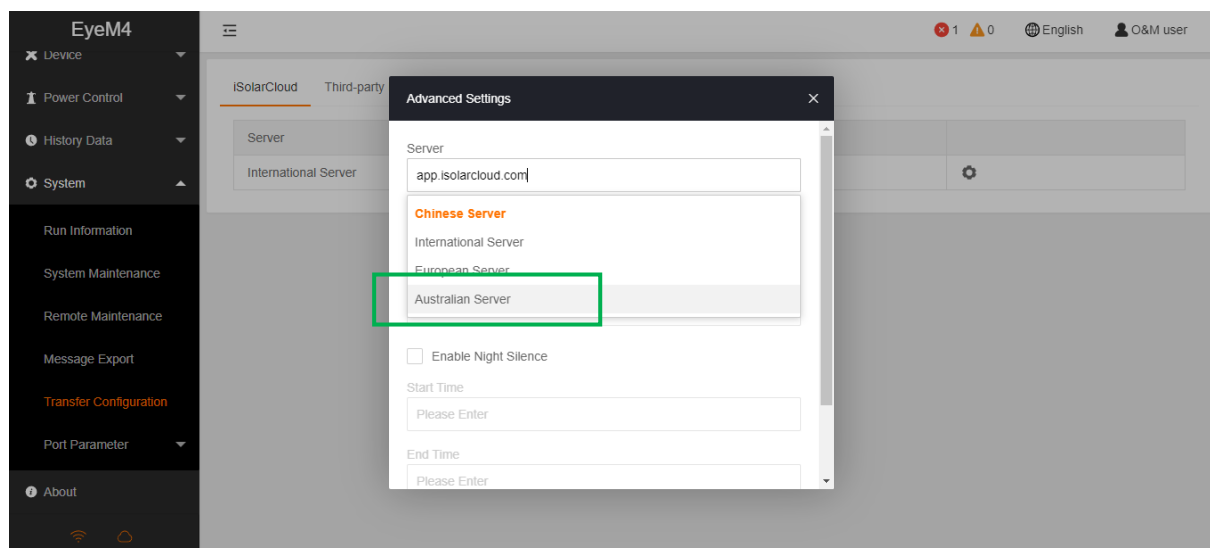 EyeM4
1
0
English
O&M user
Device
Power Control
History Data
System
Run Information
System Maintenance
Remote Maintenance
Message Export
Transfer Configuration
Port Parameter
About
iSolarCloud
Third-party
Server
International Server
Advanced Settings
Server
app.isolarcloud.com
Chinese Server
International Server
European Server
Australian Server
Enable Night Silence
Start Time
Please Enter
End Time
Please Enter